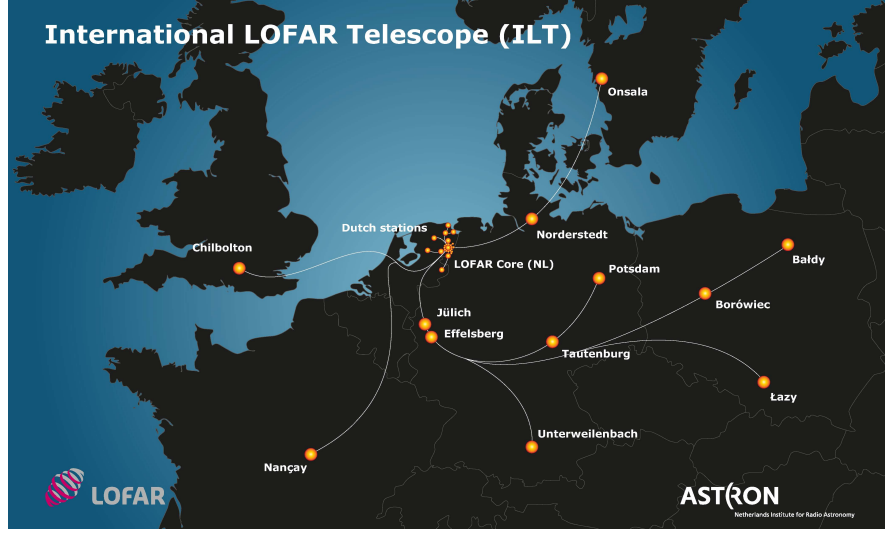 International LOFAR Telescope (ILT)
Onsala
Dutch stations
Norderstedt
Chilbolton
LOFAR Core (NL)
Potsdam
Bałdy
Borówiec
Jülich
Effelsberg
Tautenburg
Łazy
Unterweilenbach
Nançay
LOFAR
ASTRON
Netherlands Institute for Radio Astronomy